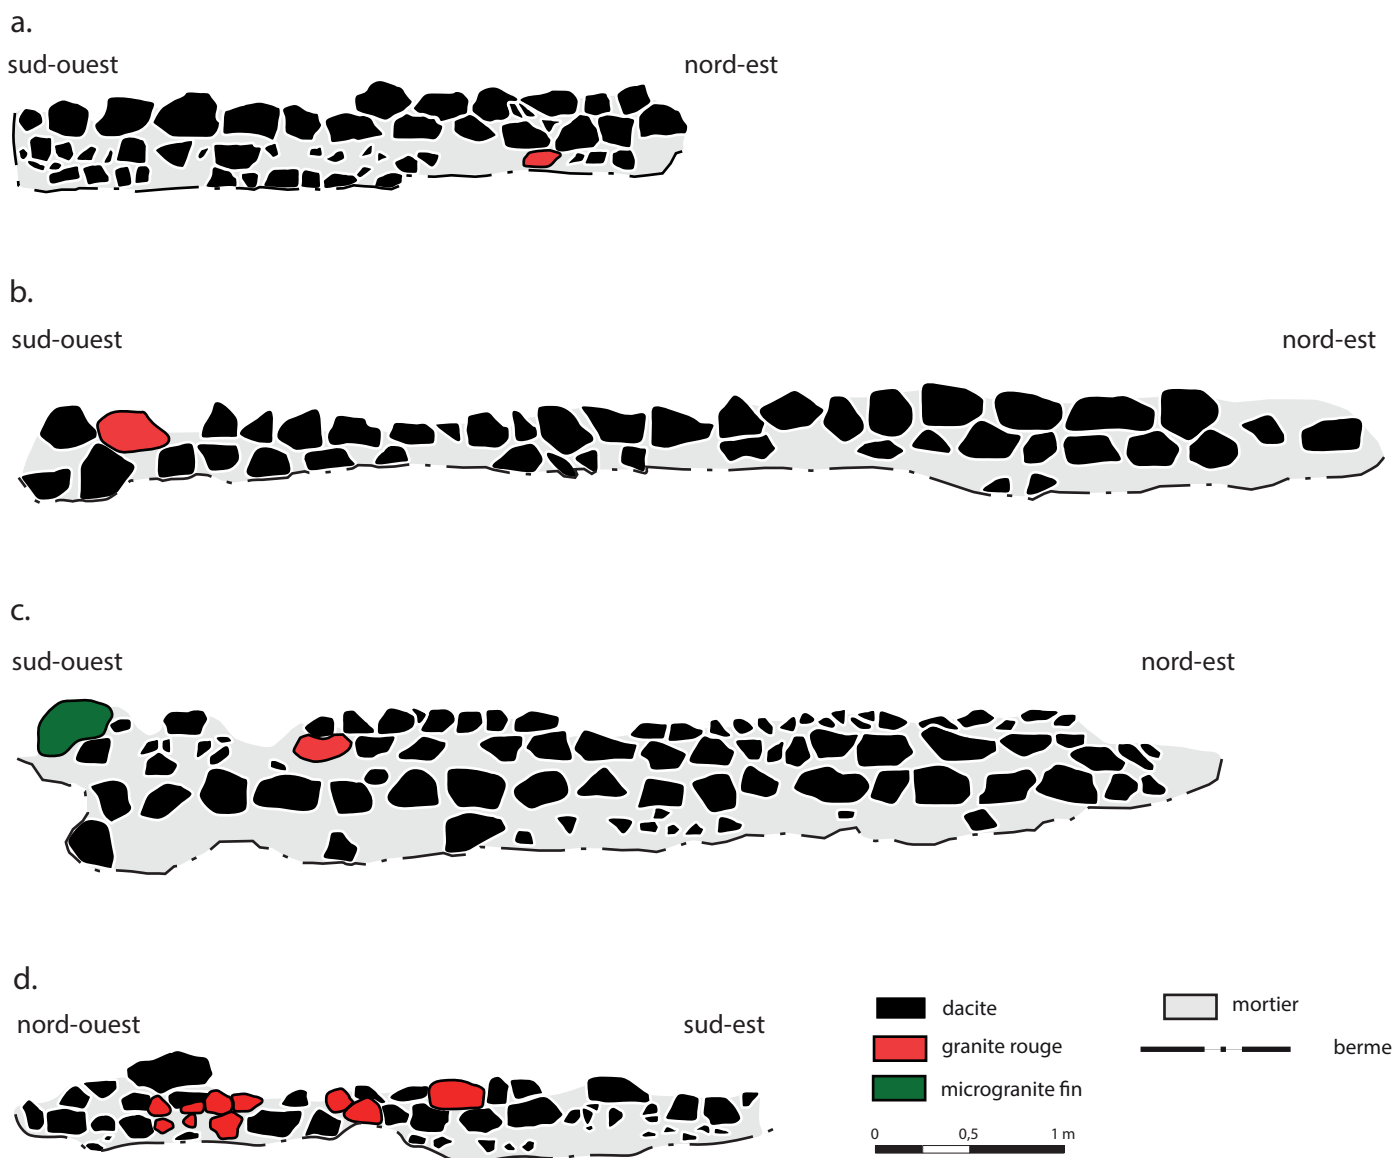 a.
sud-ouest nord-est
b.
sud-ouest nord-est
c.
sud-ouest nord-est
d.
nord-ouest sud-est
dacite
granite rouge
microgranite fin
mortier
berme
0 0,5 1 m